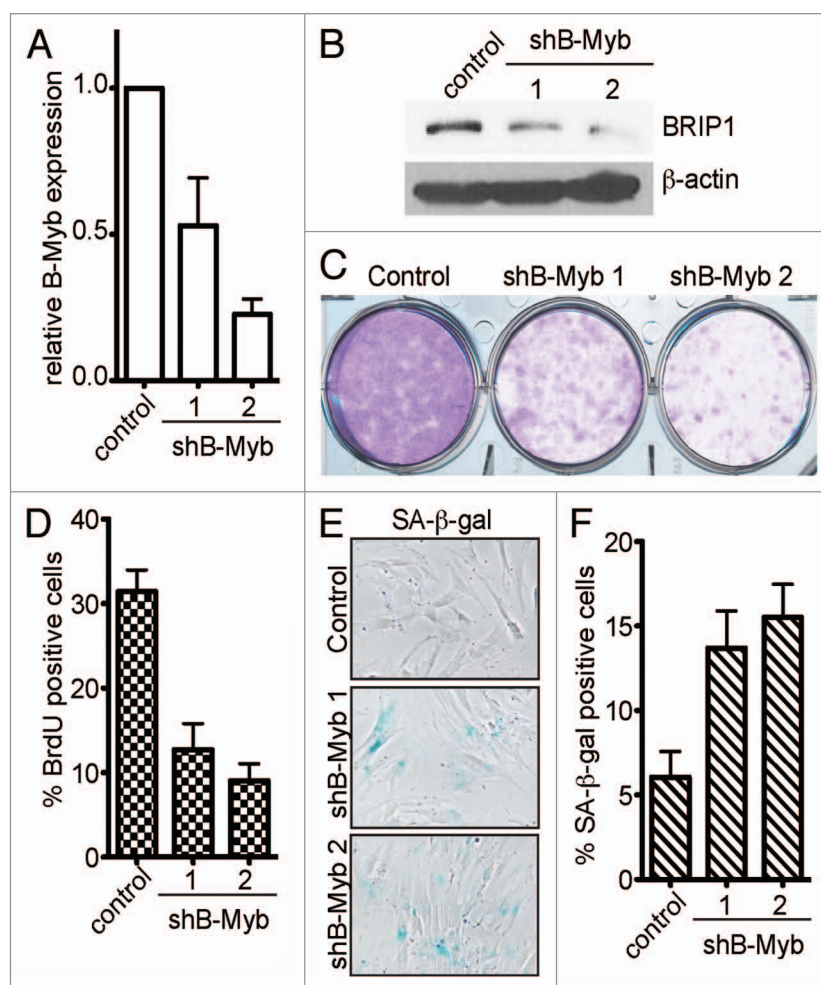 A
relative B-Myb expression
1.0
0.5
0.0
control
1 2
shB-Myb
B
control
shB-Myb
1 2
BRIP1
β-actin
C
Control shB-Myb 1 shB-Myb 2
D
% BrdU positive cells
40
30
20
10
0
control
1 2
shB-Myb
E
SA-β-gal
Control
shB-Myb 1
shB-Myb 2
F
% SA-β-gal positive cells
20
15
10
5
0
control
1 2
shB-Myb